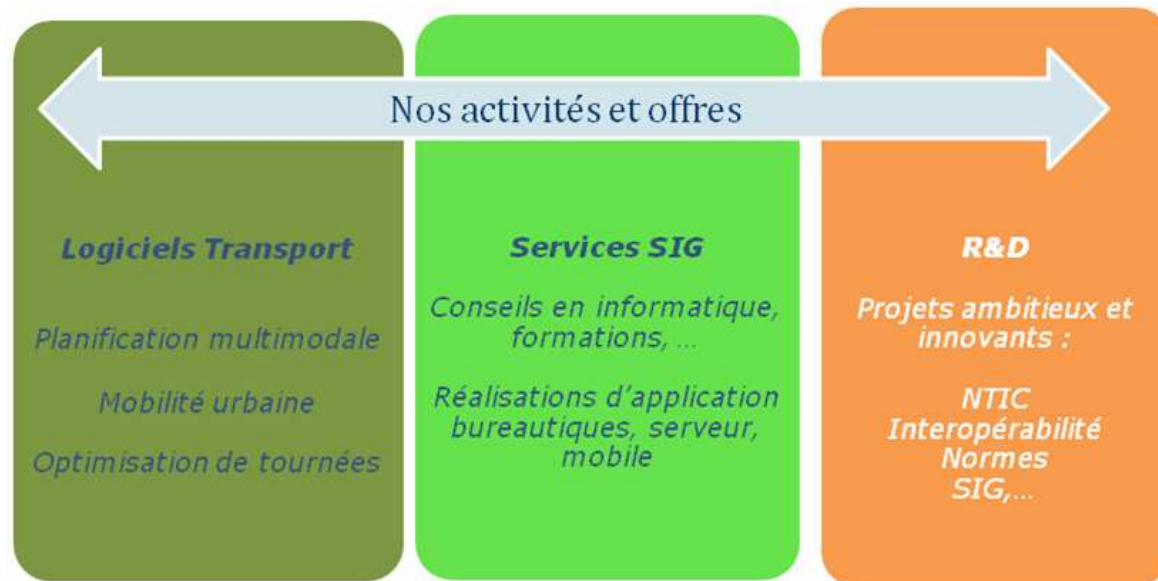 Nos activités et offres
Logiciels Transport
Planification multimodale
Mobilité urbaine
Optimisation de tournées
Services SIG
Conseils en informatique,
formations, ...
Réalisations d'application
bureautiques, serveur,
mobile
R&D
Projets ambitieux et
innovants :
NTIC
Interopérabilité
Normes
SIG,...